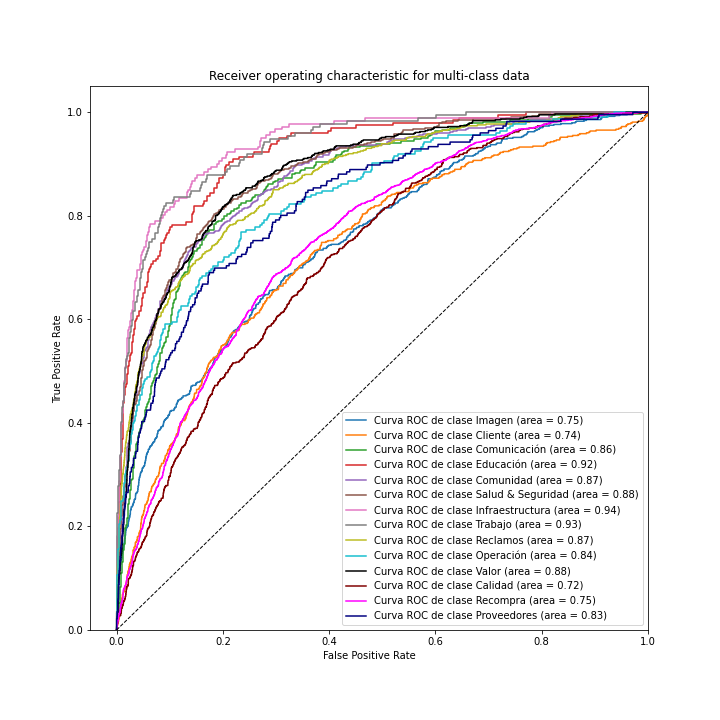 Receiver operating characteristic for multi-class data
1.0
0.8
0.6
0.4
0.2
0.0
True Positive Rate
Curva ROC de clase Imagen (area = 0.75)
Curva ROC de clase Cliente (area = 0.74)
Curva ROC de clase Comunicación (area = 0.86)
Curva ROC de clase Educación (area = 0.92)
Curva ROC de clase Comunidad (area = 0.87)
Curva ROC de clase Salud & Seguridad (area = 0.88)
Curva ROC de clase Infraestructura (area = 0.94)
Curva ROC de clase Trabajo (area = 0.93)
Curva ROC de clase Reclamos (area = 0.87)
Curva ROC de clase Operación (area = 0.84)
Curva ROC de clase Valor (area = 0.88)
Curva ROC de clase Calidad (area = 0.72)
Curva ROC de clase Recompra (area = 0.75)
Curva ROC de clase Proveedores (area = 0.83)
0.0 0.2 0.4 0.6 0.8 1.0
False Positive Rate